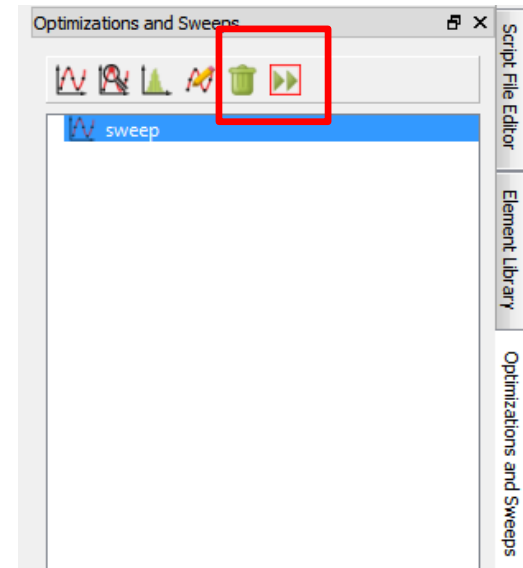 Optimizations and Sweeps
sweep
Script File Editor
Element Library
Optimizations and Sweeps